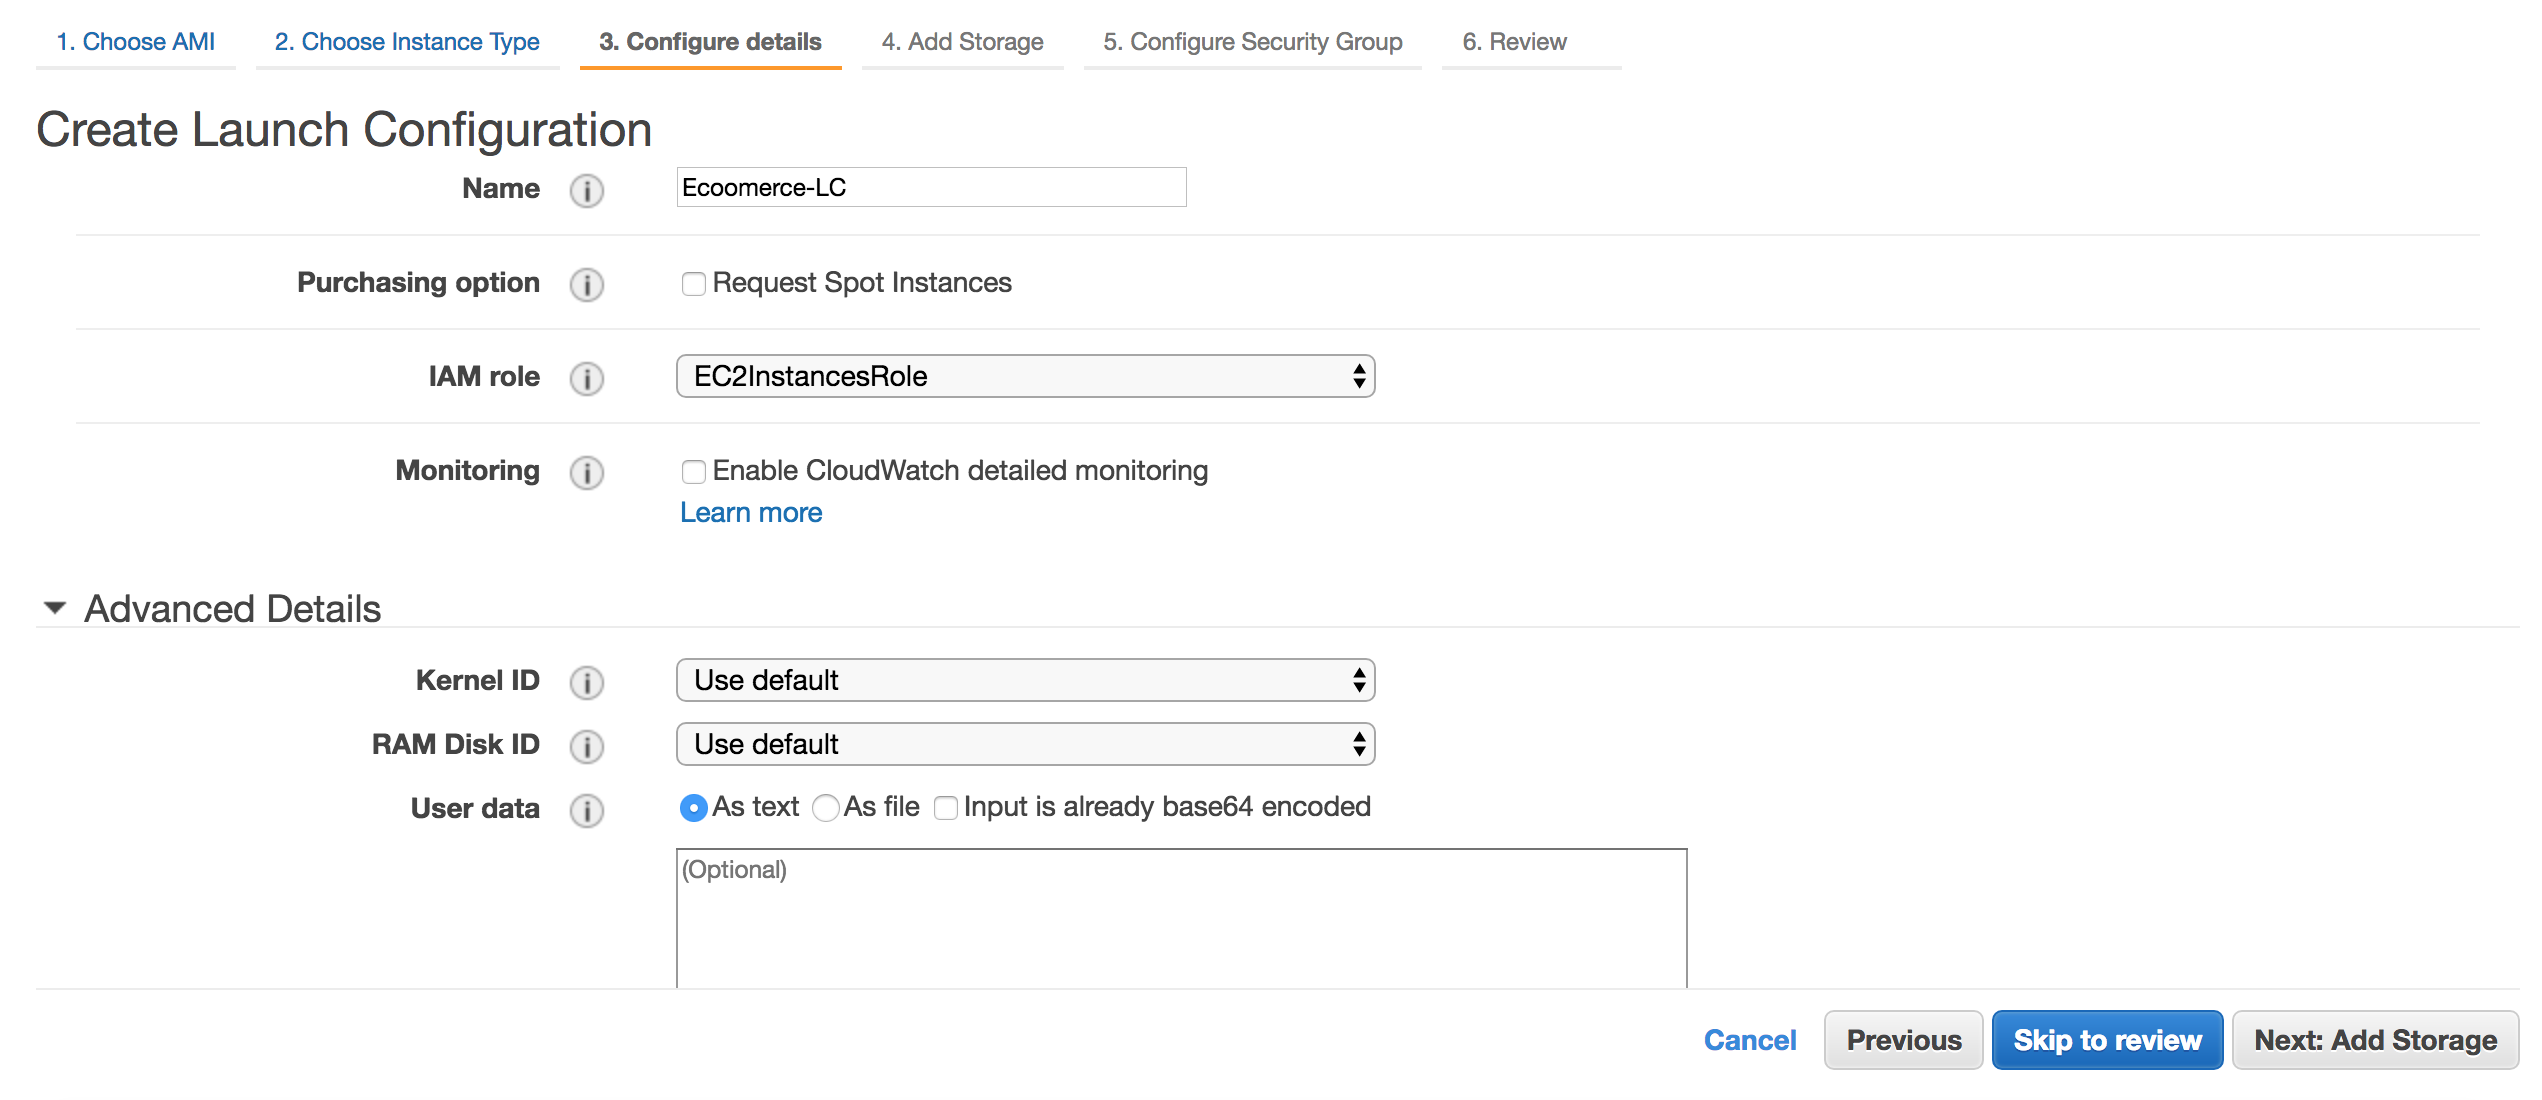 1. Choose AMI 2. Choose Instance Type 3. Configure details 4. Add Storage 5. Configure Security Group 6. Review
Create Launch Configuration
Name i Ecoomerce-LC
Purchasing option i Request Spot Instances
IAM role i EC2InstancesRole
Monitoring i Enable CloudWatch detailed monitoring
Learn more
Advanced Details
Kernel ID i Use default
RAM Disk ID i Use default
User data i As text As file Input is already base64 encoded
(Optional)
Cancel Previous Skip to review Next: Add Storage